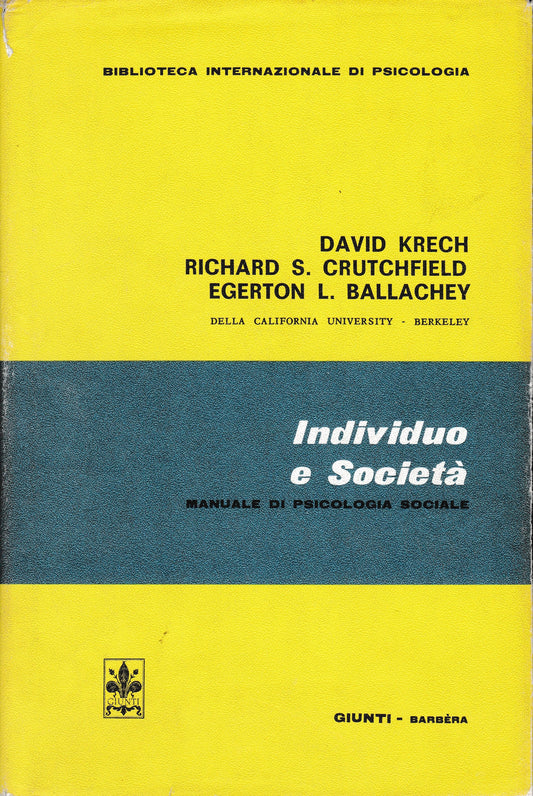 BIBLIOTECA INTERNAZIONALE DI PSICOLOGIA
DAVID KRECH
RICHARD S. CRUTCHFIELD
EGERTON L. BALLACHEY
DELLA CALIFORNIA UNIVERSITY - BERKELEY
Individuo
e Società
MANUALE DI PSICOLOGIA SOCIALE
GIUNTI
GIUNTI - BARBÈRA